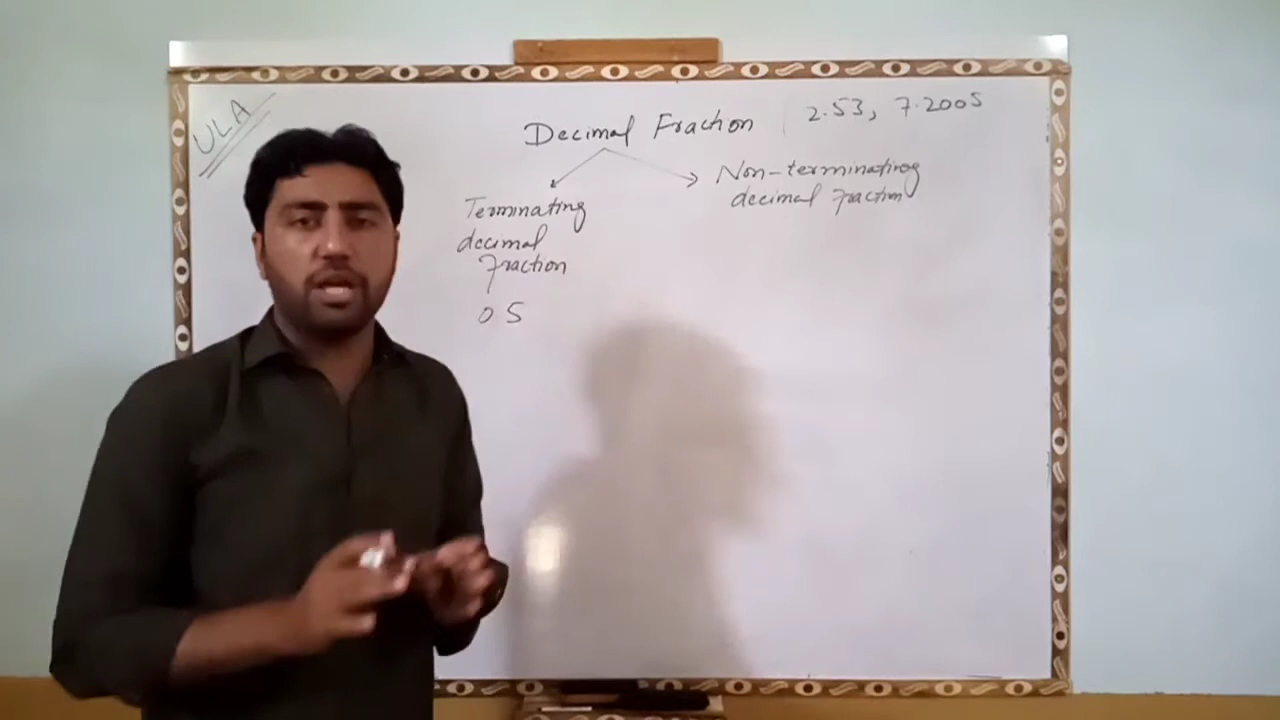 ULA
Decimal Fraction
2.53, 7.2005
Terminating
decimal
Fraction
Non-terminating
decimal Fraction
0 5